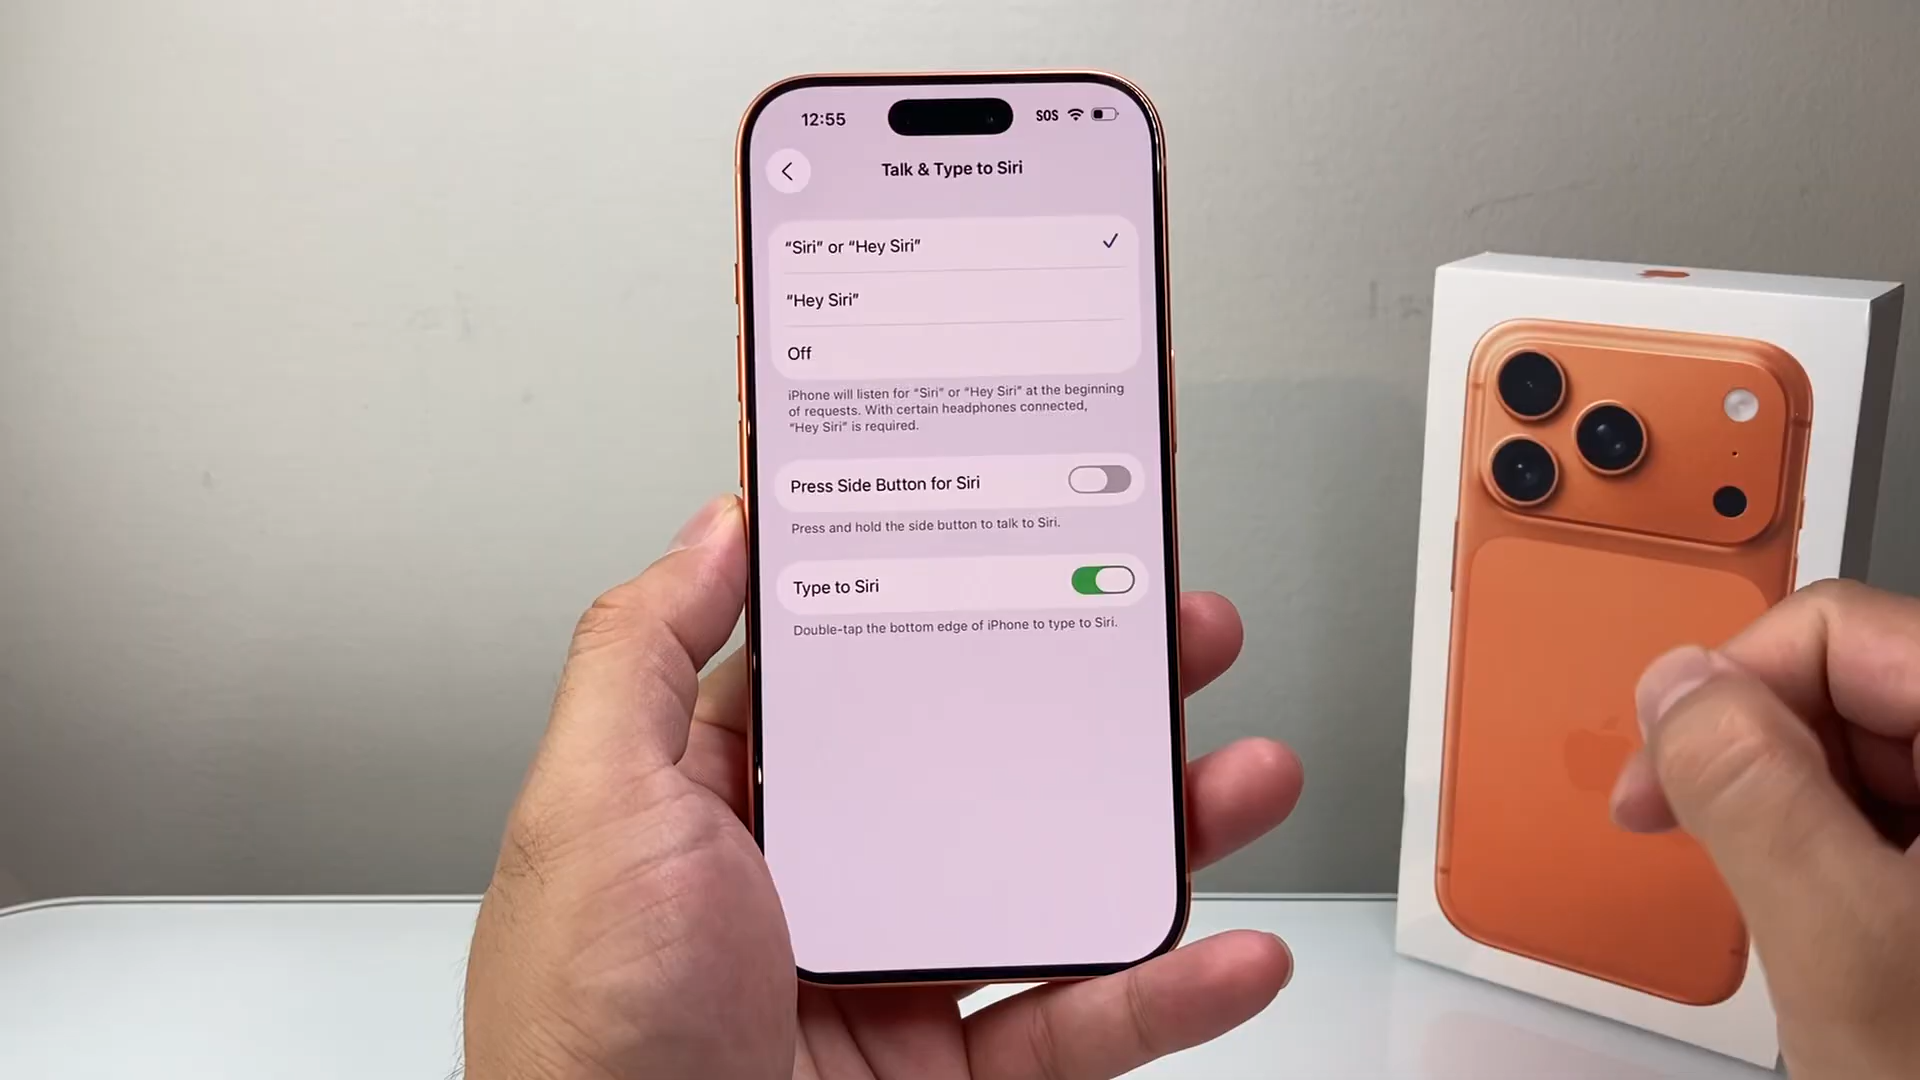 12:55 SOS
Talk & Type to Siri
“Siri” or “Hey Siri”
“Hey Siri”
Off
iPhone will listen for “Siri” or “Hey Siri” at the beginning
of requests. With certain headphones connected,
“Hey Siri” is required.
Press Side Button for Siri
Press and hold the side button to talk to Siri.
Type to Siri
Double-tap the bottom edge of iPhone to type to Siri.